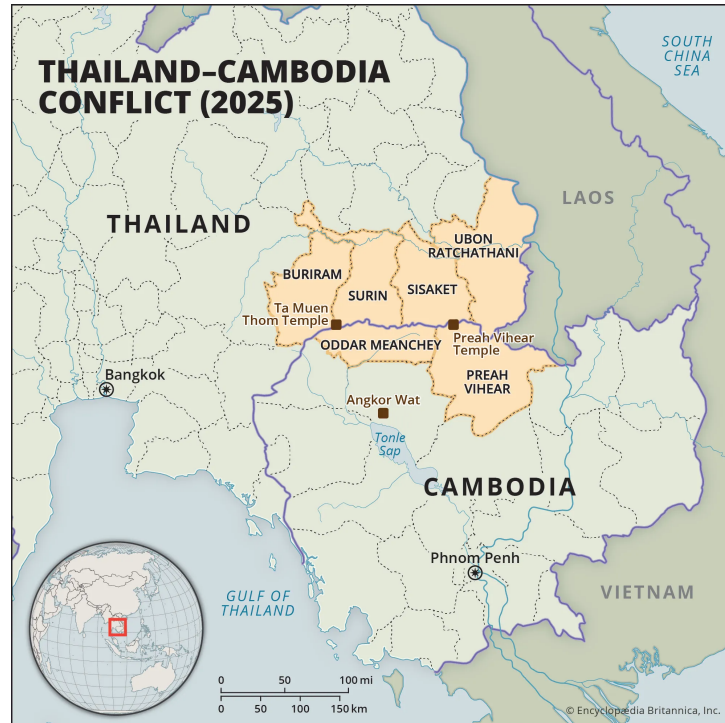 THAILAND–CAMBODIA
CONFLICT (2025)
SOUTH
CHINA
SEA
LAOS
THAILAND
UBON
RATCHATHANI
BURIRAM
SURIN
SISAKET
Ta Muen
Thom Temple
Preah Vihear
Temple
ODDAR MEANCHEY
PREAH
VIHEAR
Bangkok
Angkor Wat
Tonle
Sap
CAMBODIA
Phnom Penh
GULF OF
THAILAND
VIETNAM
0 50 100 mi
0 50 100 150 km
© Encyclopædia Britannica, Inc.